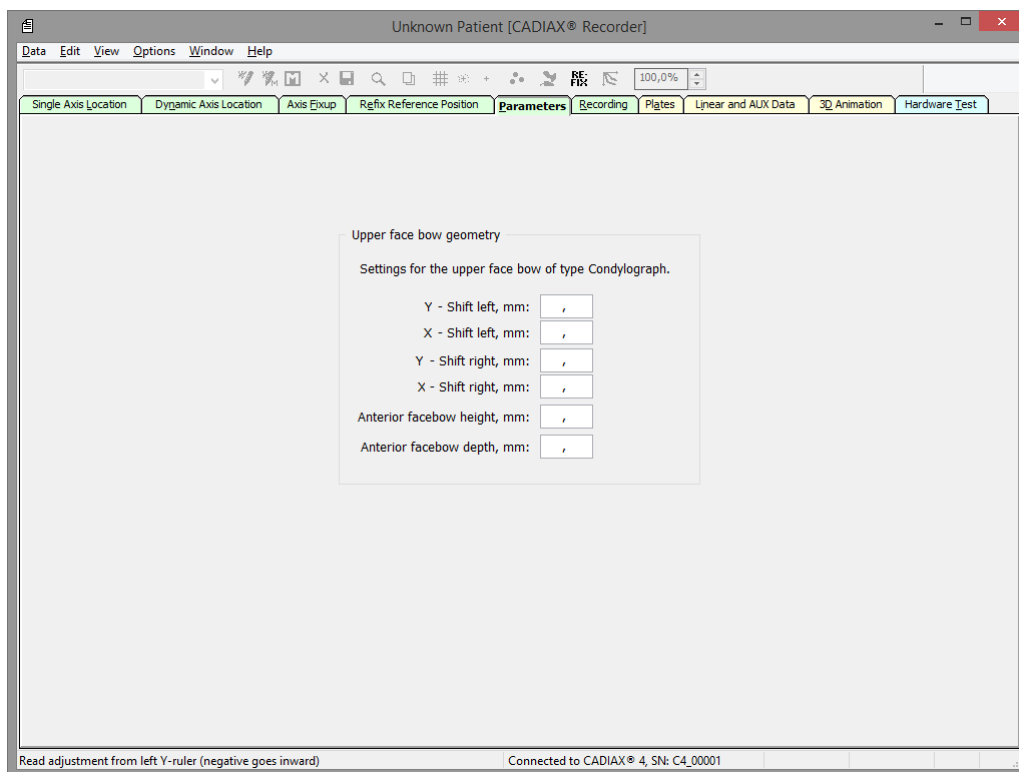 Unknown Patient [CADIAX® Recorder]
Data Edit View Options Window Help
RE: FIX 100,0%
Single Axis Location Dynamic Axis Location Axis Fixup Refix Reference Position Parameters Recording Plates Linear and AUX Data 3D Animation Hardware Test
Upper face bow geometry
Settings for the upper face bow of type Condylograph.
Y - Shift left, mm: ,
X - Shift left, mm: ,
Y - Shift right, mm: ,
X - Shift right, mm: ,
Anterior facebow height, mm: ,
Anterior facebow depth, mm: ,
Read adjustment from left Y-ruler (negative goes inward) Connected to CADIAX® 4, SN: C4_00001